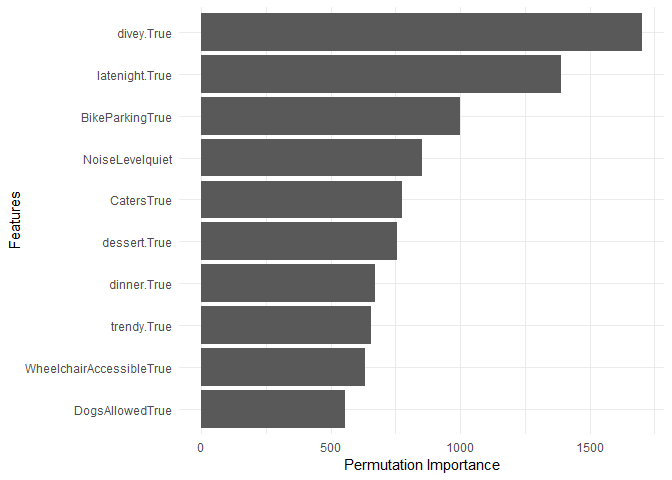 Features
divey.True
latenight.True
BikeParkingTrue
NoiseLevelquiet
CatersTrue
dessert.True
dinner.True
trendy.True
WheelchairAccessibleTrue
DogsAllowedTrue
0 500 1000 1500
Permutation Importance